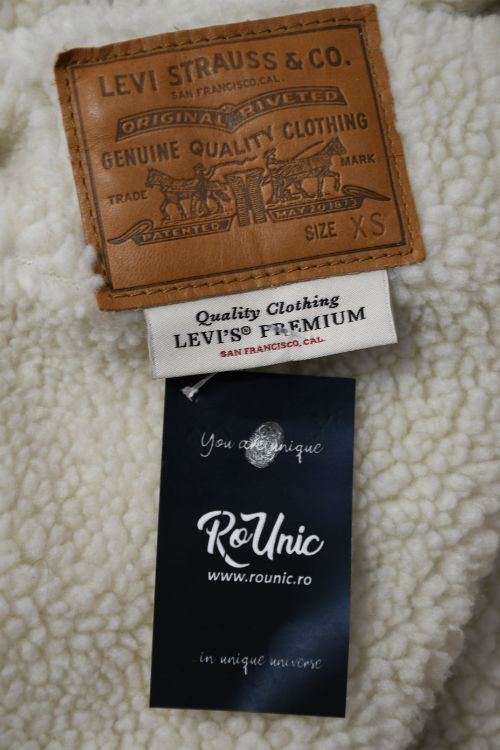 LEVI STRAUSS & CO.
SAN FRANCISCO, CAL.
ORIGINAL RIVETED
GENUINE QUALITY CLOTHING
TRADE MARK
PATENTED MAY 20 1873
SIZE XS
Quality Clothing
LEVI'S® PREMIUM
SAN FRANCISCO, CAL.
You are unique
RoUnic
www.rounic.ro
in unique universe